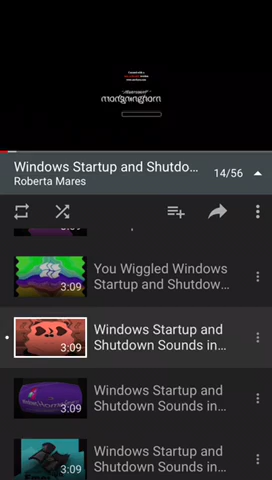 Windows Startup and Shutdo...
Roberta Mares
14/56
3:09
You Wiggled Windows
Startup and Shutdow...
3:09
Windows Startup and
Shutdown Sounds in...
3:09
Windows Startup and
Shutdown Sounds in...
3:09
Windows Startup and
Shutdown Sounds in...